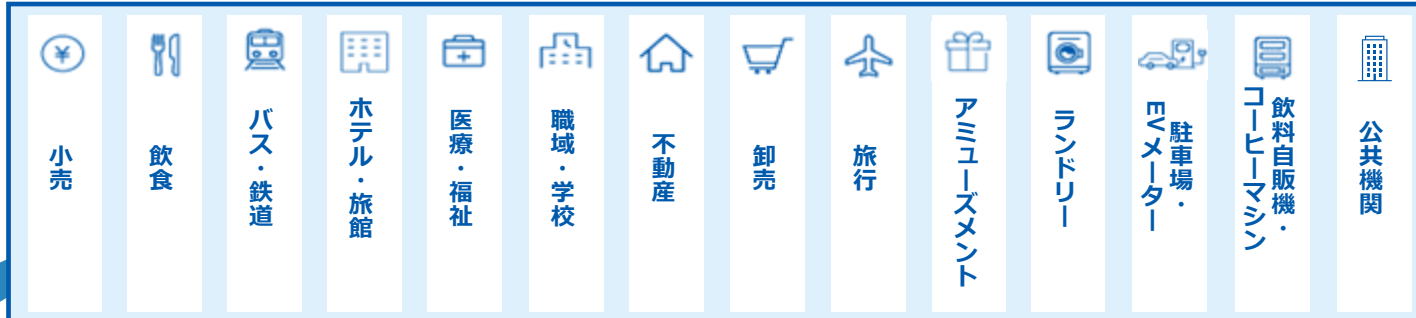 小売
飲食
バス・鉄道
ホテル・旅館
医療・福祉
職域・学校
不動産
卸売
旅行
アミューズメント
ランドリー
駐車場・
EVメーター
飲料自販機・
コーヒーマシン
公共機関